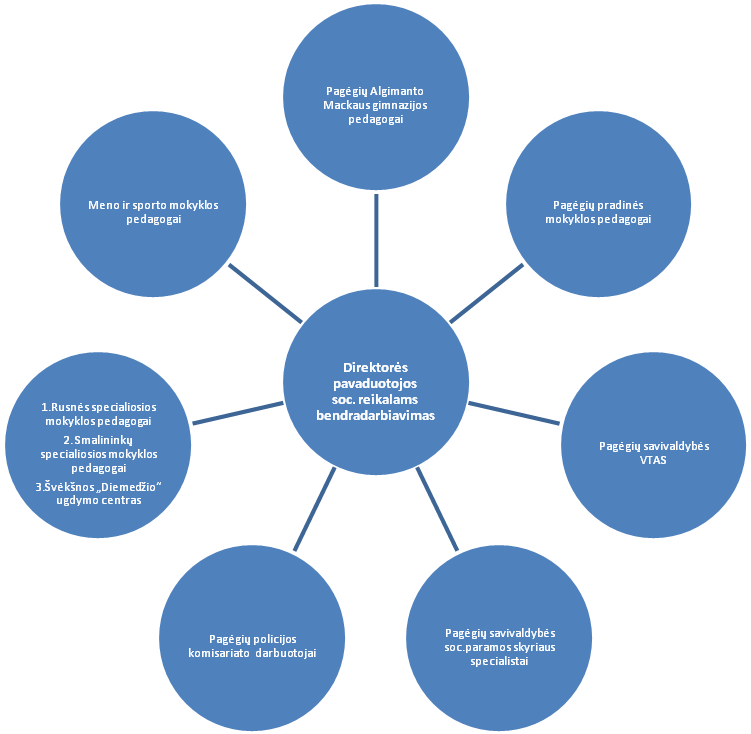 Pagėgių Algimanto
Mackaus gimnazijos
pedagogai
Meno ir sporto mokyklos
pedagogai
Pagėgių pradinės
mokyklos pedagogai
Direktorės
pavaduotojos
soc. reikalams
bendradarbiavimas
1.Rusnės specialiosios
mokyklos pedagogai
2.Smalininkų
specialiosios mokyklos
pedagogai
3.Švėkšnos „Diemedžio“
ugdymo centras
Pagėgių savivaldybės
VTAS
Pagėgių policijos
komisariato darbuotojai
Pagėgių savivaldybės
soc.paramos skyriaus
specialistai